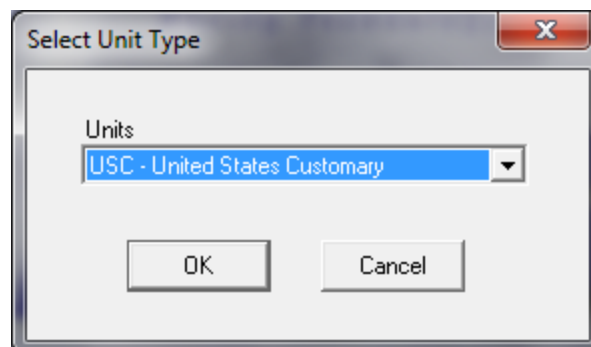 Select Unit Type
Units
USC - United States Customary
OK
Cancel